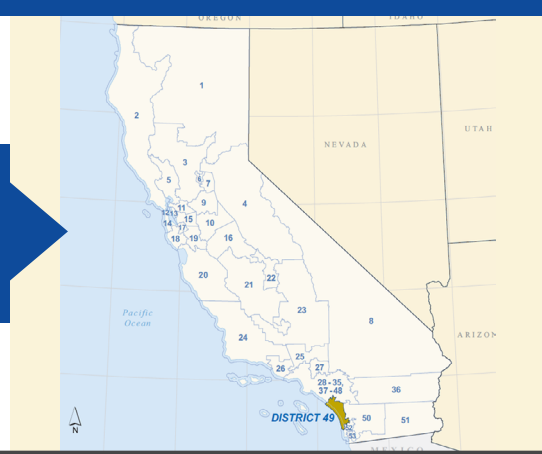 OREGON
IDAHO
1
2
UTAH
NEVADA
3
5
6
7
4
9
11
12
13
15
10
14
17
18
19
16
20
22
21
23
Pacific
Ocean
8
24
ARIZON
25
26
27
28 - 35,
37 - 48
36
DISTRICT 49
50
51
52
53
N
MEXICO